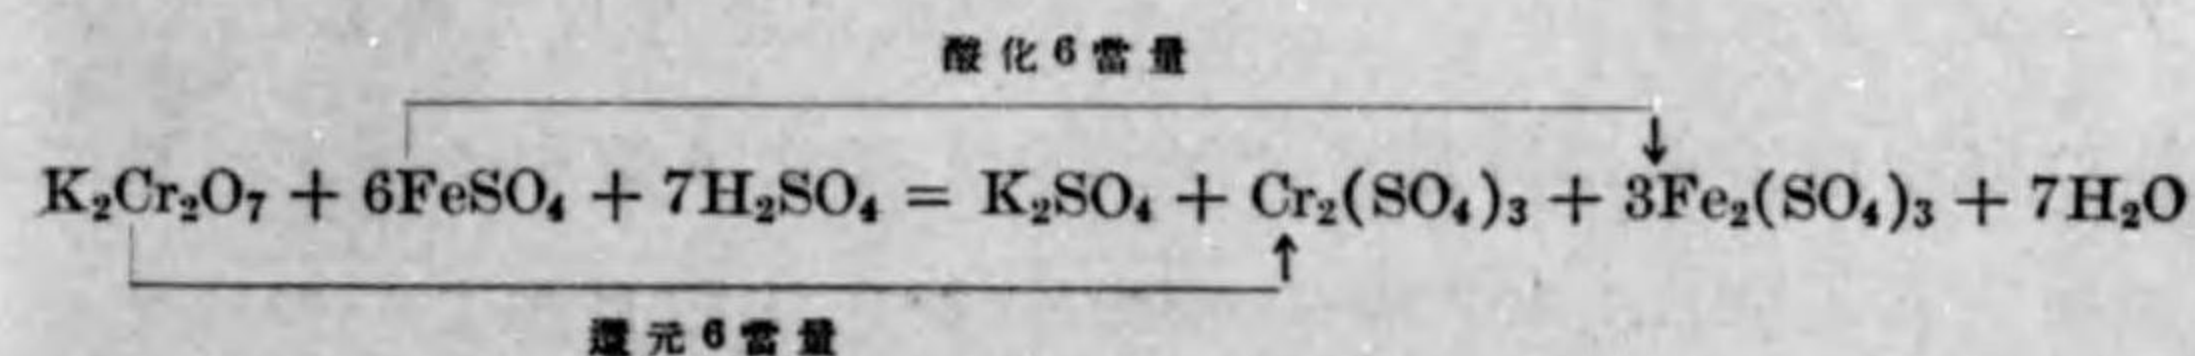 酸化6當量
K₂Cr₂O₇ + 6FeSO₄ + 7H₂SO₄ = K₂SO₄ + Cr₂(SO₄)₃ + 3Fe₂(SO₄)₃ + 7H₂O
還元6當量